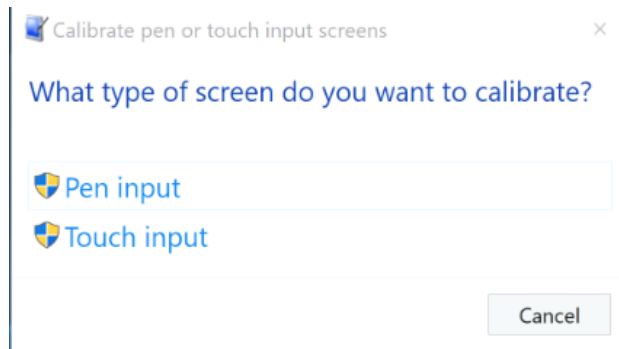 Calibrate pen or touch input screens
What type of screen do you want to calibrate?
Pen input
Touch input
Cancel